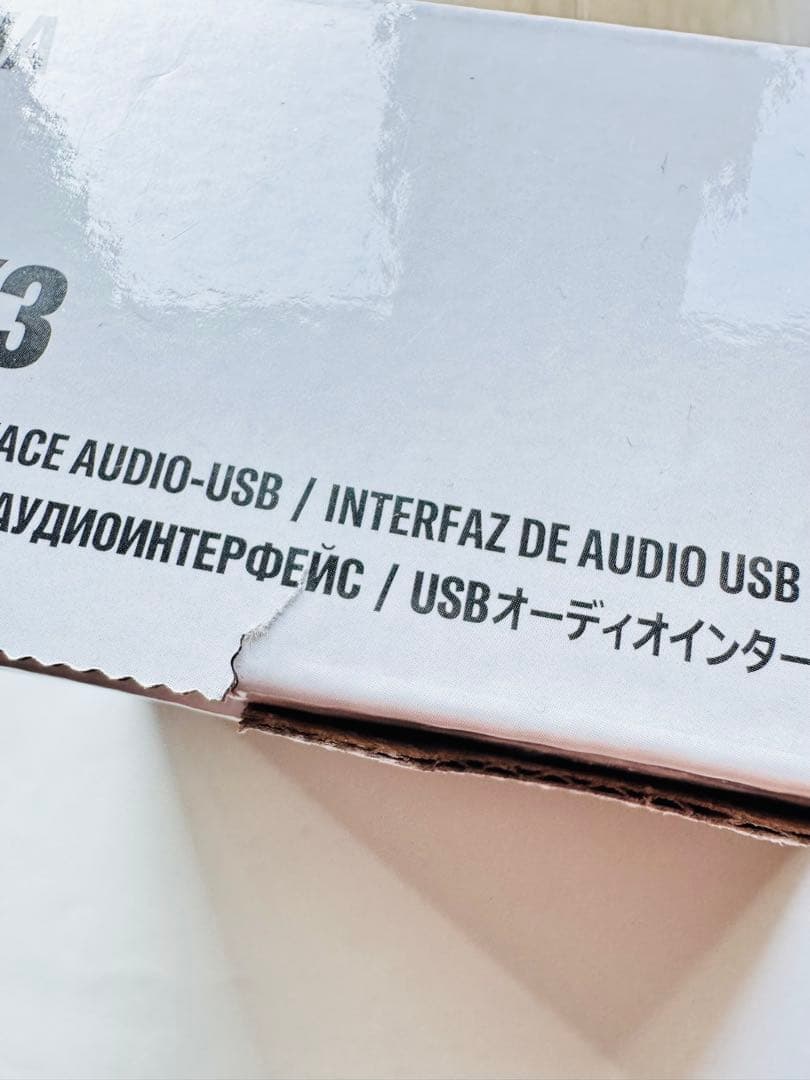 3
ACE AUDIO-USB / INTERFAZ DE AUDIO USB
АУДИОИНТЕРФЕЙС / USBオーディオインター